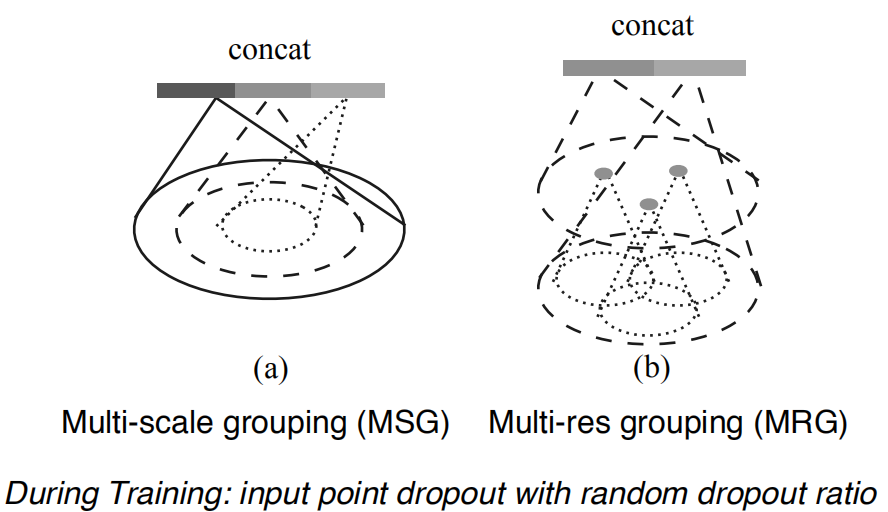 concat
concat
(a)
(b)
Multi-scale grouping (MSG)
Multi-res grouping (MRG)
During Training: input point dropout with random dropout ratio